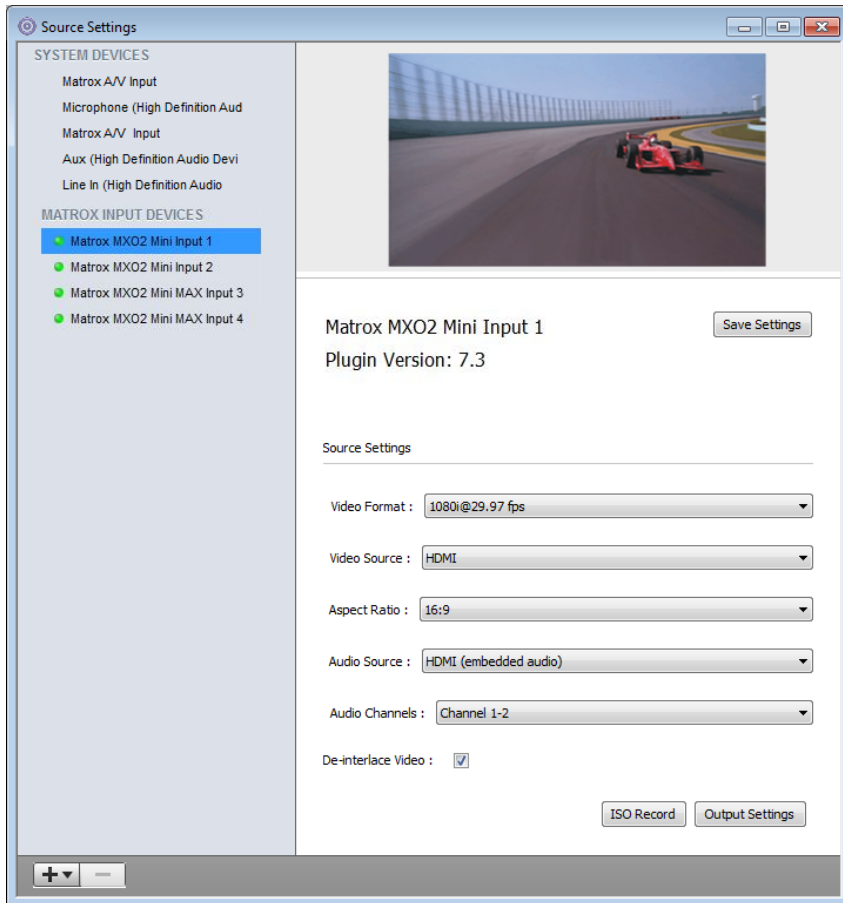 Source Settings
SYSTEM DEVICES
Matrox A/V Input
Microphone (High Definition Aud
Matrox A/V Input
Aux (High Definition Audio Devi
Line In (High Definition Audio
MATROX INPUT DEVICES
Matrox MXO2 Mini Input 1
Matrox MXO2 Mini Input 2
Matrox MXO2 Mini MAX Input 3
Matrox MXO2 Mini MAX Input 4
Matrox MXO2 Mini Input 1
Save Settings
Plugin Version: 7.3
Source Settings
Video Format : 1080i@29.97 fps
Video Source : HDMI
Aspect Ratio : 16:9
Audio Source : HDMI (embedded audio)
Audio Channels : Channel 1-2
De-interlace Video :
ISO Record Output Settings